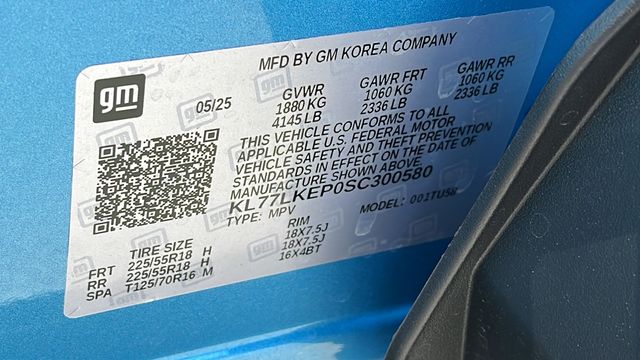 MFD BY GM KOREA COMPANY
gm
05/25
GVWR GAWR FRT GAWR RR
1880 KG 1060 KG 1060 KG
4145 LB 2336 LB 2336 LB
THIS VEHICLE CONFORMS TO ALL
APPLICABLE U.S. FEDERAL MOTOR
VEHICLE SAFETY AND THEFT PREVENTION
STANDARDS IN EFFECT ON THE DATE
OF MANUFACTURE SHOWN ABOVE.
KL77LKEP0SC300580
TYPE: MPV MODEL: 001TU58
TIRE SIZE RIM
FRT 225/55R18 H 18X7.5J
RR 225/55R18 H 18X7.5J
SPA T125/70R16 M 16X4BT